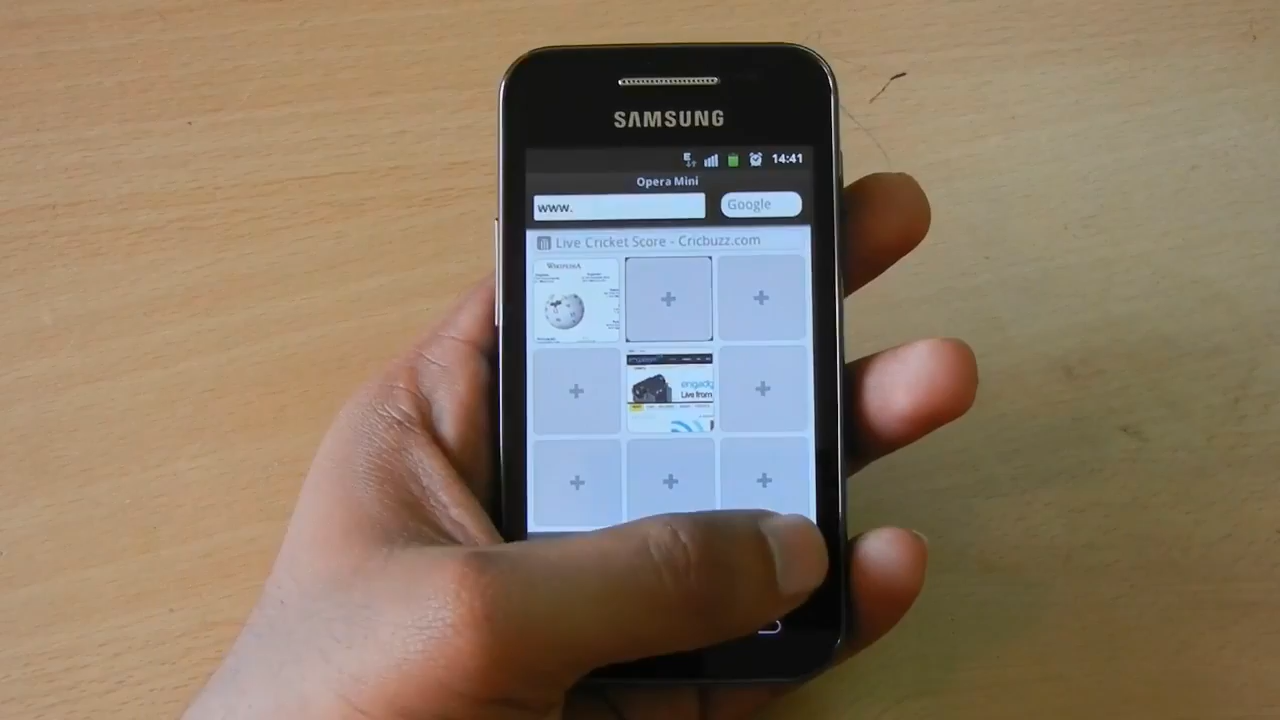 SAMSUNG
E 14:41
Opera Mini
www. Google
Live Cricket Score - Cricbuzz.com
WIKIPEDIA
engadg
Live from